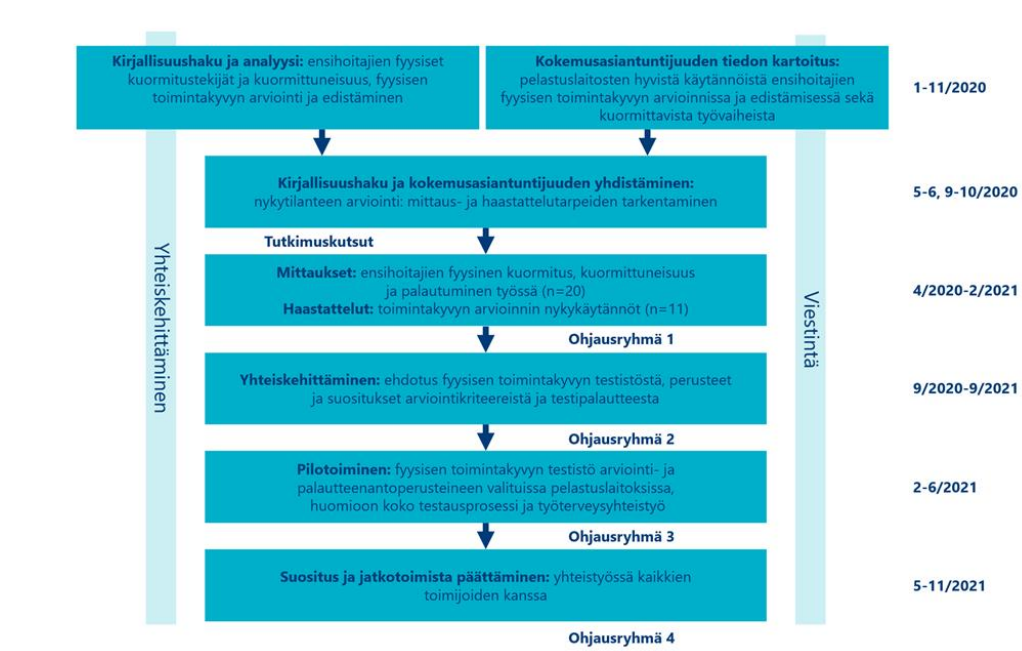 Kirjallisuushaku ja analyysi: ensihoitajien fyysiset
kuormitustekijät ja kuormittuneisuus, fyysisen
toimintakyvyn arviointi ja edistäminen
Kokemusasiantuntijuuden tiedon kartoitus:
pelastuslaitosten hyvistä käytännöistä ensihoitajien
fyysisen toimintakyvyn arvioinnissa ja edistämisessä sekä
kuormittavista työvaiheista
1-11/2020
Kirjallisuushaku ja kokemusasiantuntijuuden yhdistäminen:
nykytilanteen arviointi: mittaus- ja haastattelutarpeiden tarkentaminen
5-6, 9-10/2020
Tutkimuskutsut
Mittaukset: ensihoitajien fyysinen kuormitus, kuormittuneisuus
ja palautuminen työssä (n=20)
Haastattelut: toimintakyvyn arvioinnin nykykäytännöt (n=11)
4/2020-2/2021
Yhteiskehittäminen
Viestintä
Ohjausryhmä 1
Yhteiskehittäminen: ehdotus fyysisen toimintakyvyn testistöstä, perusteet
ja suositukset arviointikriteereistä ja testipalautteesta
9/2020-9/2021
Ohjausryhmä 2
Pilotoiminen: fyysisen toimintakyvyn testistö arviointi- ja
palautteenantoperusteineen valituissa pelastuslaitoksissa,
huomioon koko testausprosessi ja työterveysyhteistyö
2-6/2021
Ohjausryhmä 3
Suositus ja jatkotoimista päättäminen: yhteistyössä kaikkien
toimijoiden kanssa
5-11/2021
Ohjausryhmä 4